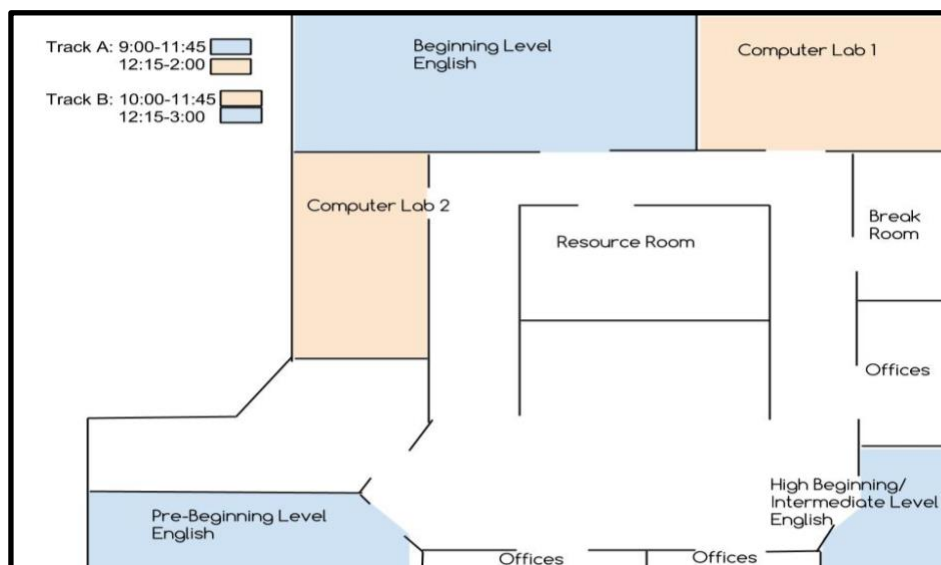 Track A: 9:00-11:45
12:15-2:00
Track B: 10:00-11:45
12:15-3:00
Beginning Level
English
Computer Lab 1
Computer Lab 2
Resource Room
Break
Room
Offices
High Beginning/
Intermediate Level
English
Pre-Beginning Level
English
Offices
Offices